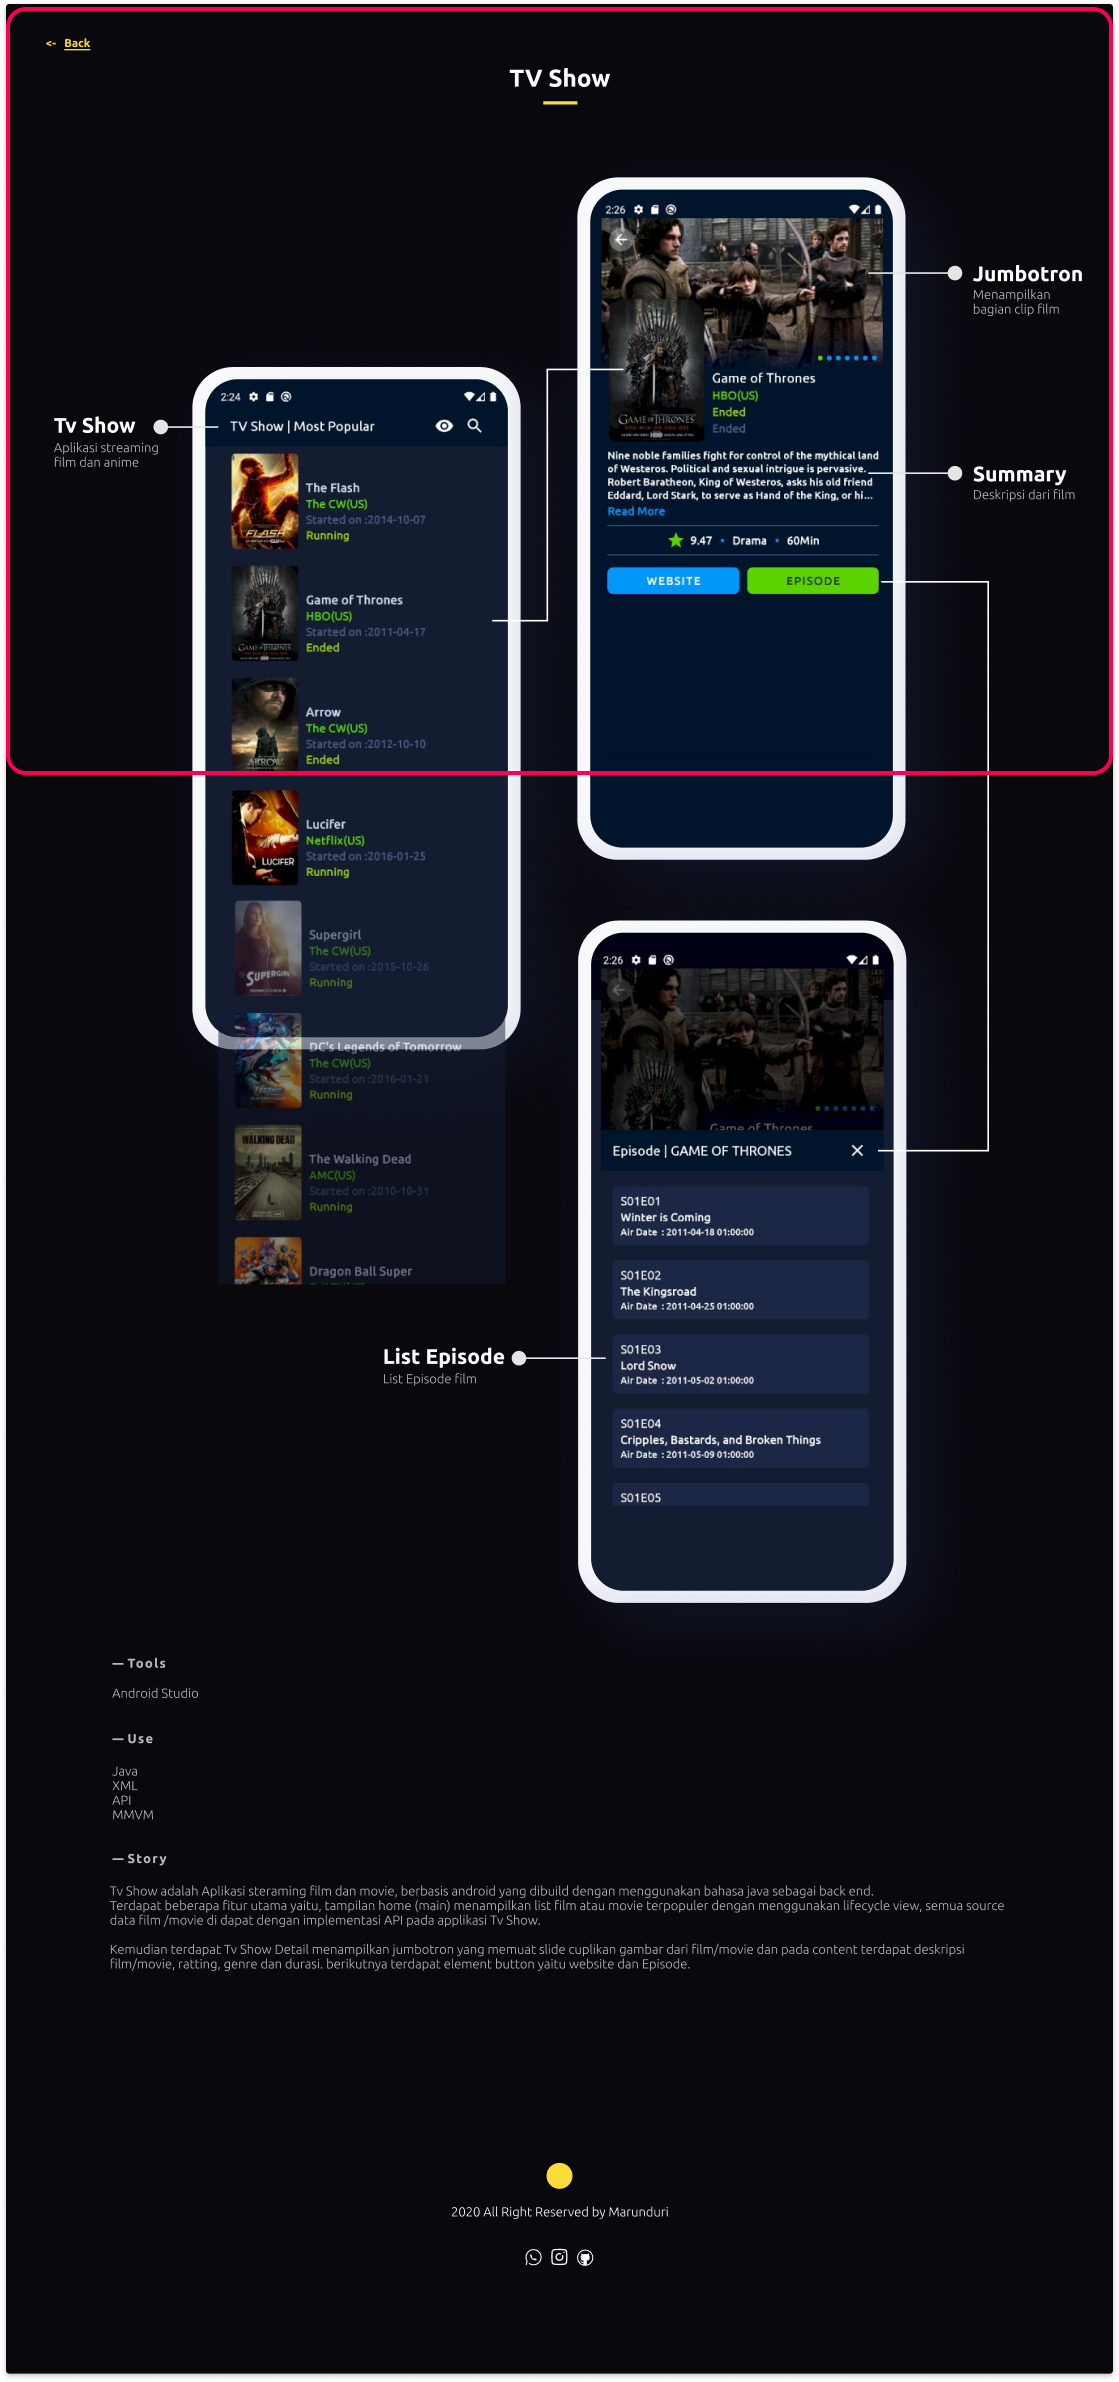 <- Back
TV Show
2:26
Jumbotron
Menampilkan
bagian clip film
Game of Thrones
HBO(US)
Ended
Ended
GAME OF THRONES
Nine noble families fight for control of the mythical land
of Westeros. Political and sexual intrigue is pervasive.
Robert Baratheon, King of Westeros, asks his old friend
Eddard, Lord Stark, to serve as Hand of the King, or hi...
Read More
Summary
Deskripsi dari film
9.47 • Drama • 60Min
WEBSITE
EPISODE
Tv Show
Aplikasi streaming
film dan anime
2:24
TV Show | Most Popular
FLASH
The Flash
The CW(US)
Started on :2014-10-07
Running
GAME OF THRONES
Game of Thrones
HBO(US)
Started on :2011-04-17
Ended
ARROW
Arrow
The CW(US)
Started on :2012-10-10
Ended
LUCIFER
Lucifer
Netflix(US)
Started on :2016-01-25
Running
SUPERGIRL
Supergirl
The CW(US)
Started on :2015-10-26
Running
DC's Legends of Tomorrow
The CW(US)
Started on :2016-01-21
Running
WALKING DEAD
The Walking Dead
AMC(US)
Started on :2010-10-31
Running
Dragon Ball Super
2:26
Game of Thrones
Episode | GAME OF THRONES
S01E01
Winter is Coming
Air Date : 2011-04-18 01:00:00
S01E02
The Kingsroad
Air Date : 2011-04-25 01:00:00
S01E03
Lord Snow
Air Date : 2011-05-02 01:00:00
S01E04
Cripples, Bastards, and Broken Things
Air Date : 2011-05-09 01:00:00
S01E05
List Episode
List Episode film
— Tools
Android Studio
— Use
Java
XML
API
MMVM
— Story
Tv Show adalah Aplikasi steraming film dan movie, berbasis android yang dibuild dengan menggunakan bahasa java sebagai back end.
Terdapat beberapa fitur utama yaitu, tampilan home (main) menampilkan list film atau movie terpopuler dengan menggunakan lifecycle view, semua source
data film /movie di dapat dengan implementasi API pada applikasi Tv Show.
Kemudian terdapat Tv Show Detail menampilkan jumbotron yang memuat slide cuplikan gambar dari film/movie dan pada content terdapat deskripsi
film/movie, ratting, genre dan durasi. berikutnya terdapat element button yaitu website dan Episode.
2020 All Right Reserved by Marunduri